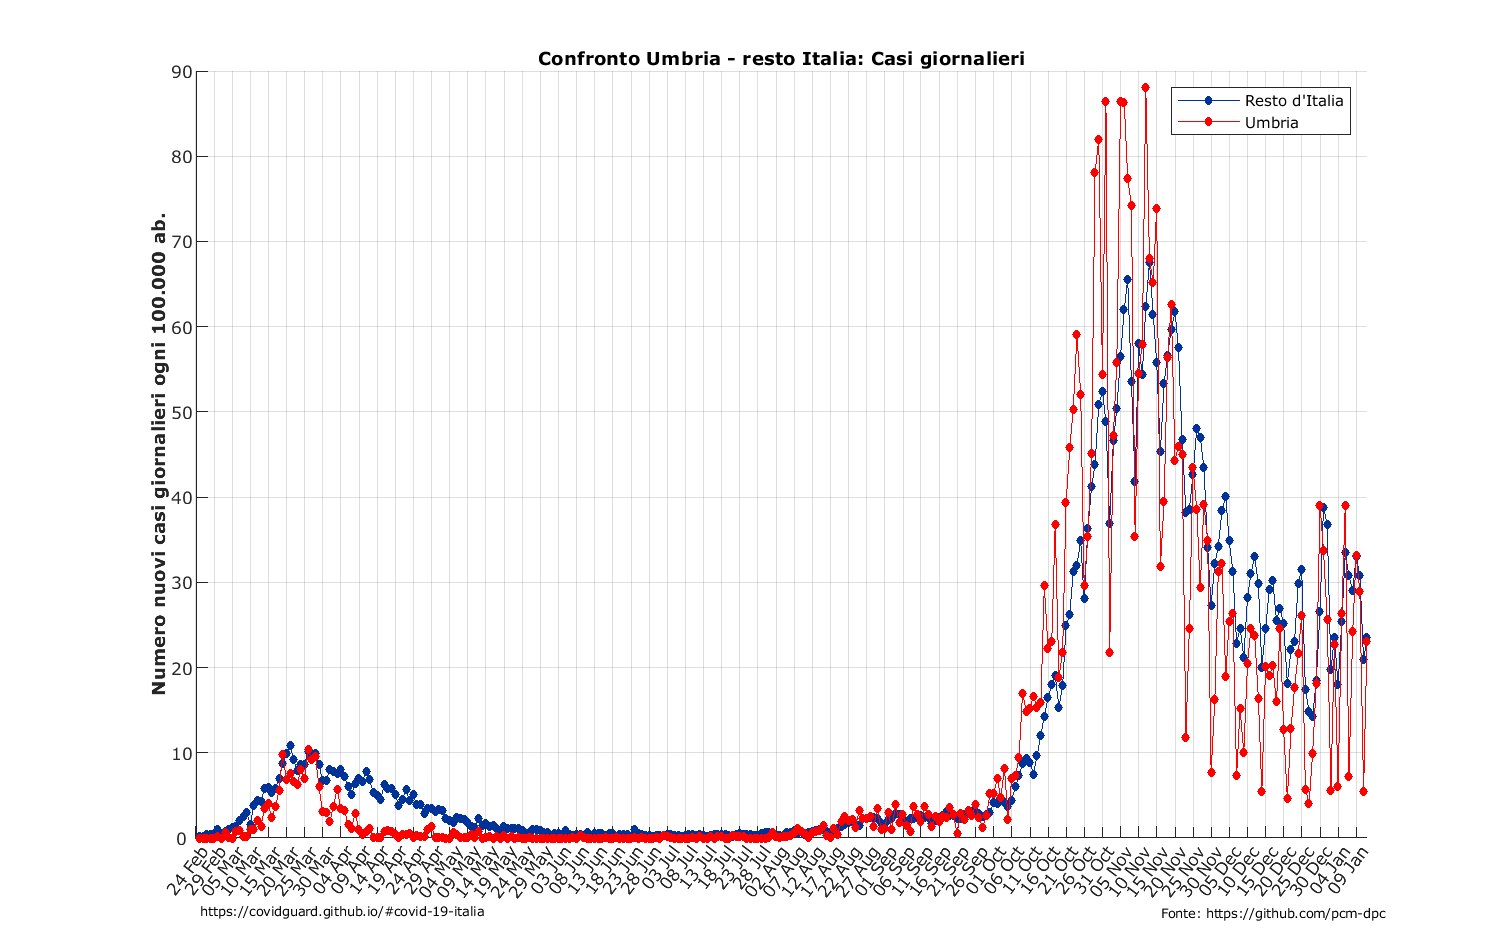 Confronto Umbria - resto Italia: Casi giornalieri
90
80
70
60
50
40
30
20
10
0
Numero nuovi casi giornalieri ogni 100.000 ab.
Resto d'Italia
Umbria
24 Feb
29 Feb
05 Mar
10 Mar
15 Mar
20 Mar
25 Mar
30 Mar
04 Apr
09 Apr
14 Apr
19 Apr
24 Apr
29 Apr
04 May
09 May
14 May
19 May
24 May
29 May
03 Jun
08 Jun
13 Jun
18 Jun
23 Jun
28 Jun
03 Jul
08 Jul
13 Jul
18 Jul
23 Jul
28 Jul
02 Aug
07 Aug
12 Aug
17 Aug
22 Aug
27 Aug
01 Sep
06 Sep
11 Sep
16 Sep
21 Sep
26 Sep
01 Oct
06 Oct
11 Oct
16 Oct
21 Oct
26 Oct
31 Oct
05 Nov
10 Nov
15 Nov
20 Nov
25 Nov
30 Nov
05 Dec
10 Dec
15 Dec
20 Dec
25 Dec
30 Dec
04 Jan
09 Jan
https://covidguard.github.io/#covid-19-italia
Fonte: https://github.com/pcm-dpc